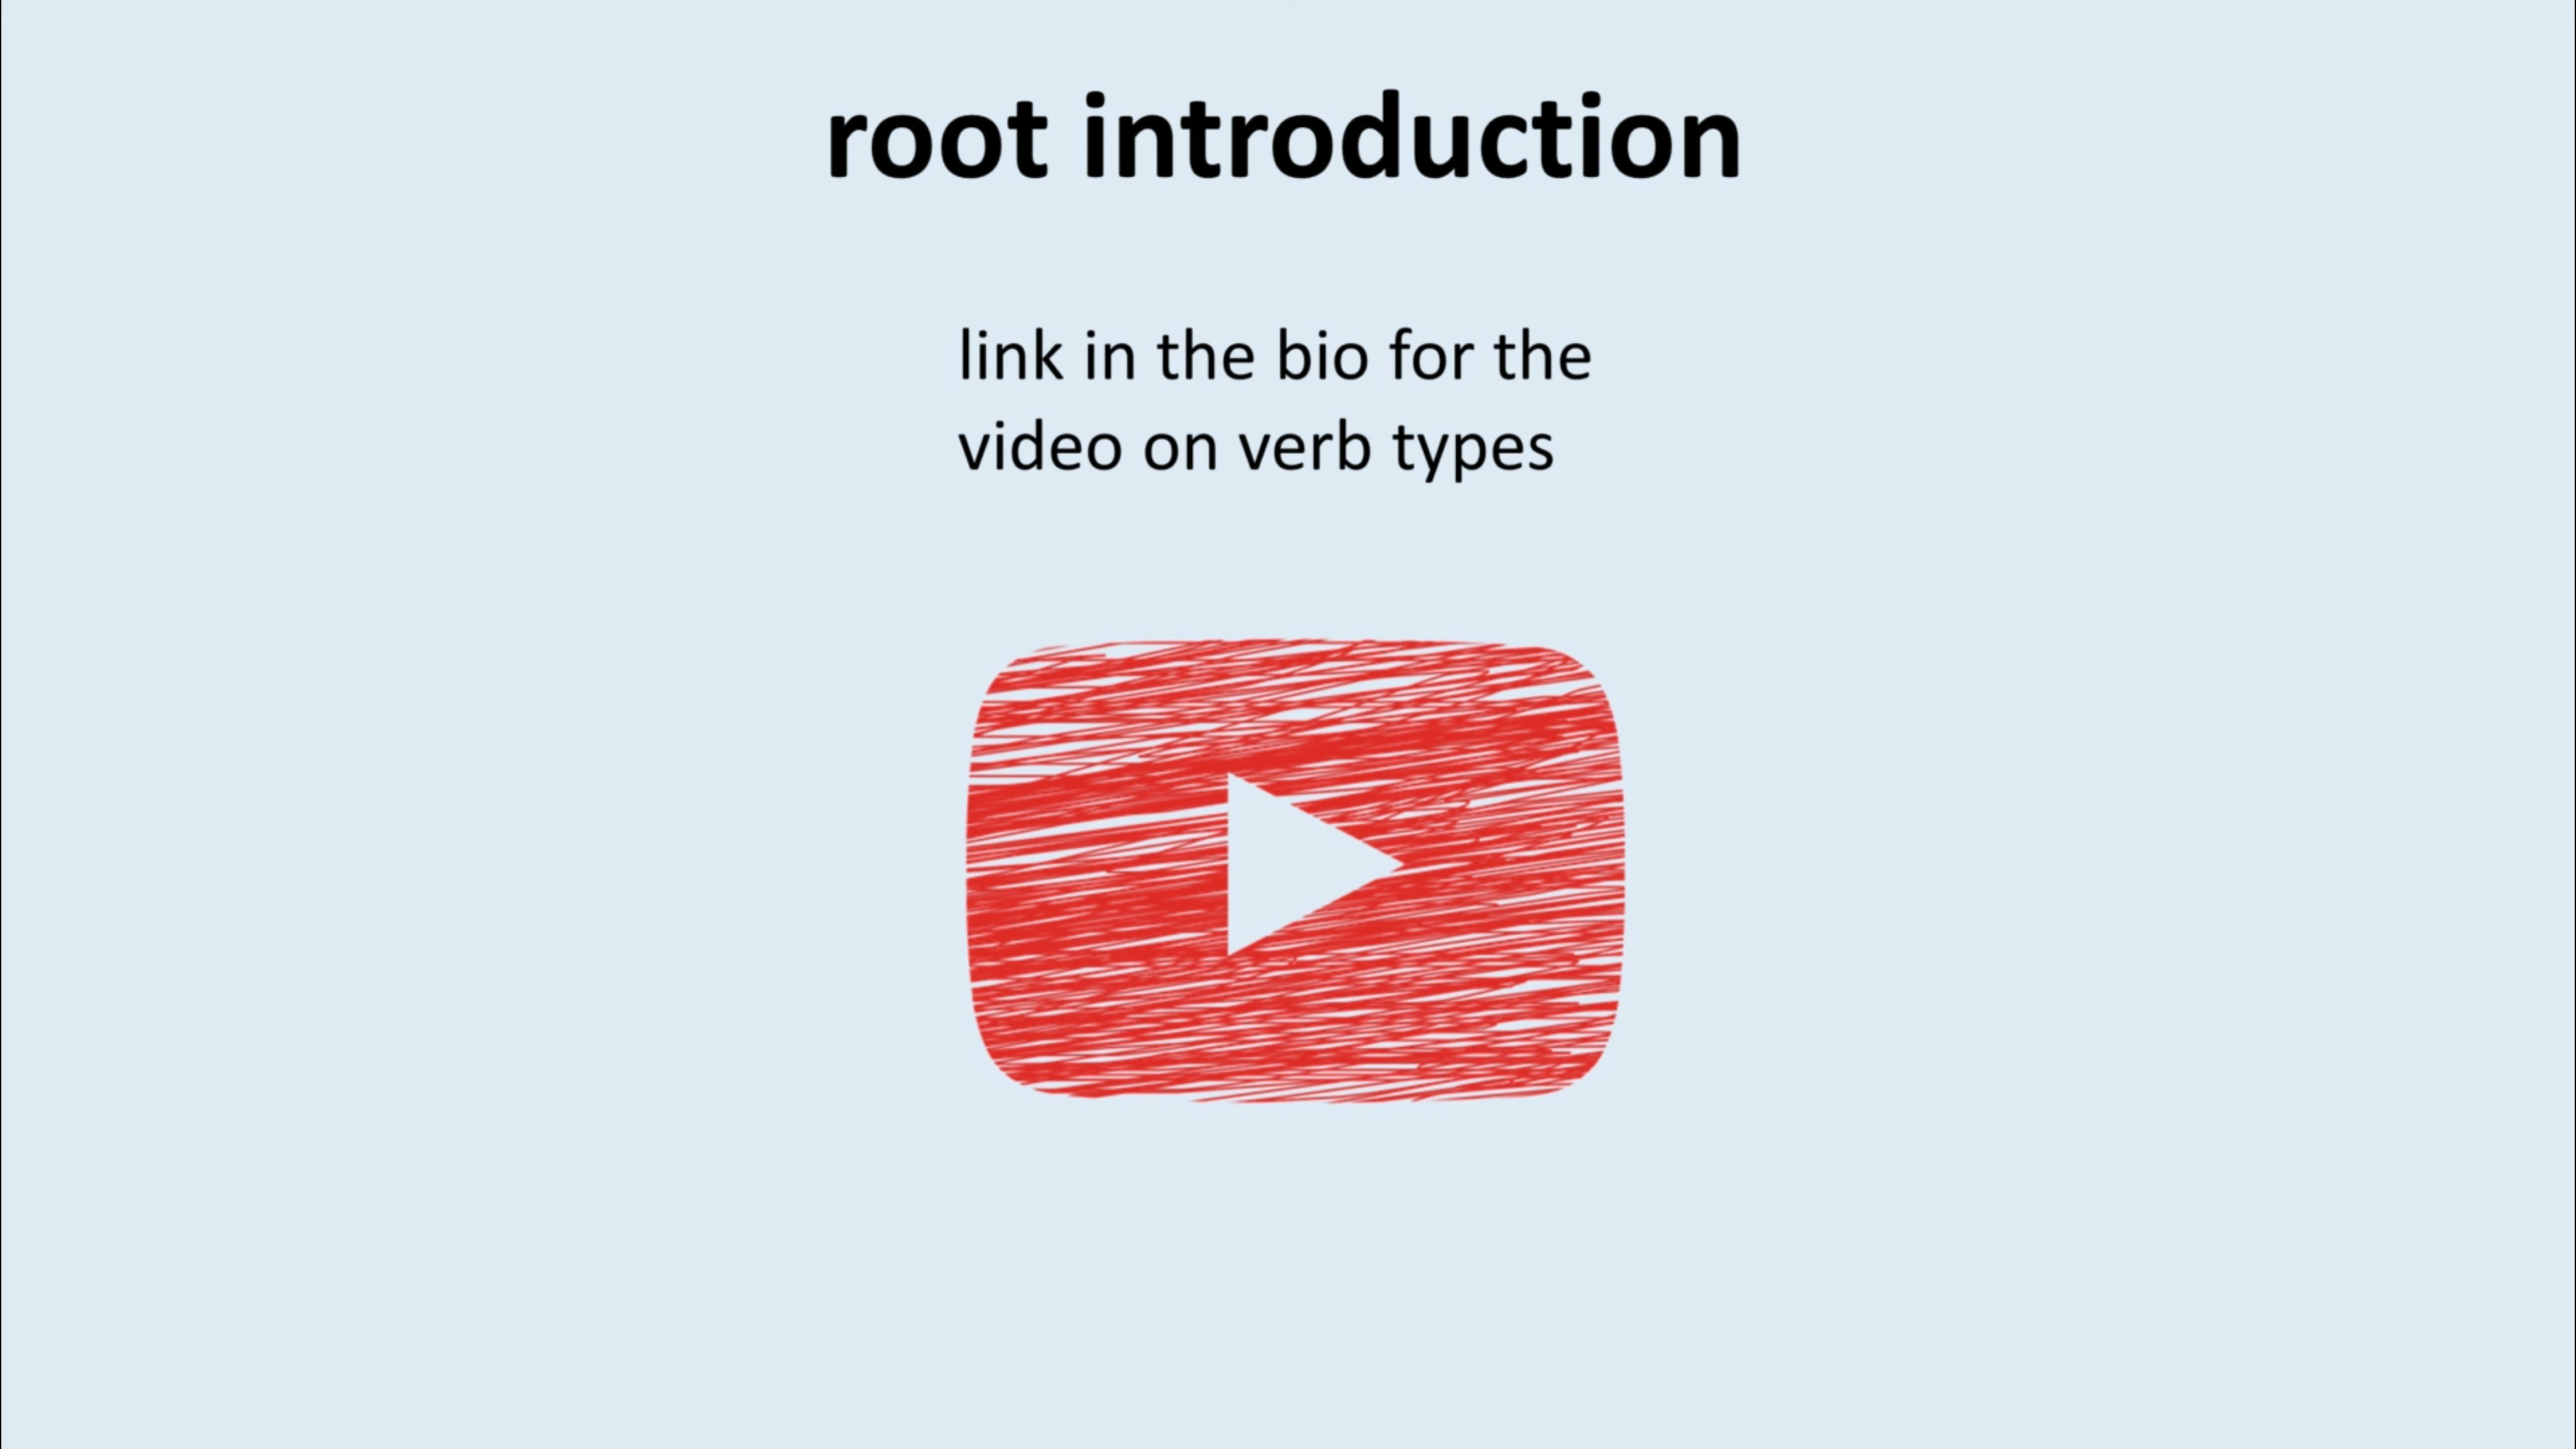 root introduction
link in the bio for the
video on verb types